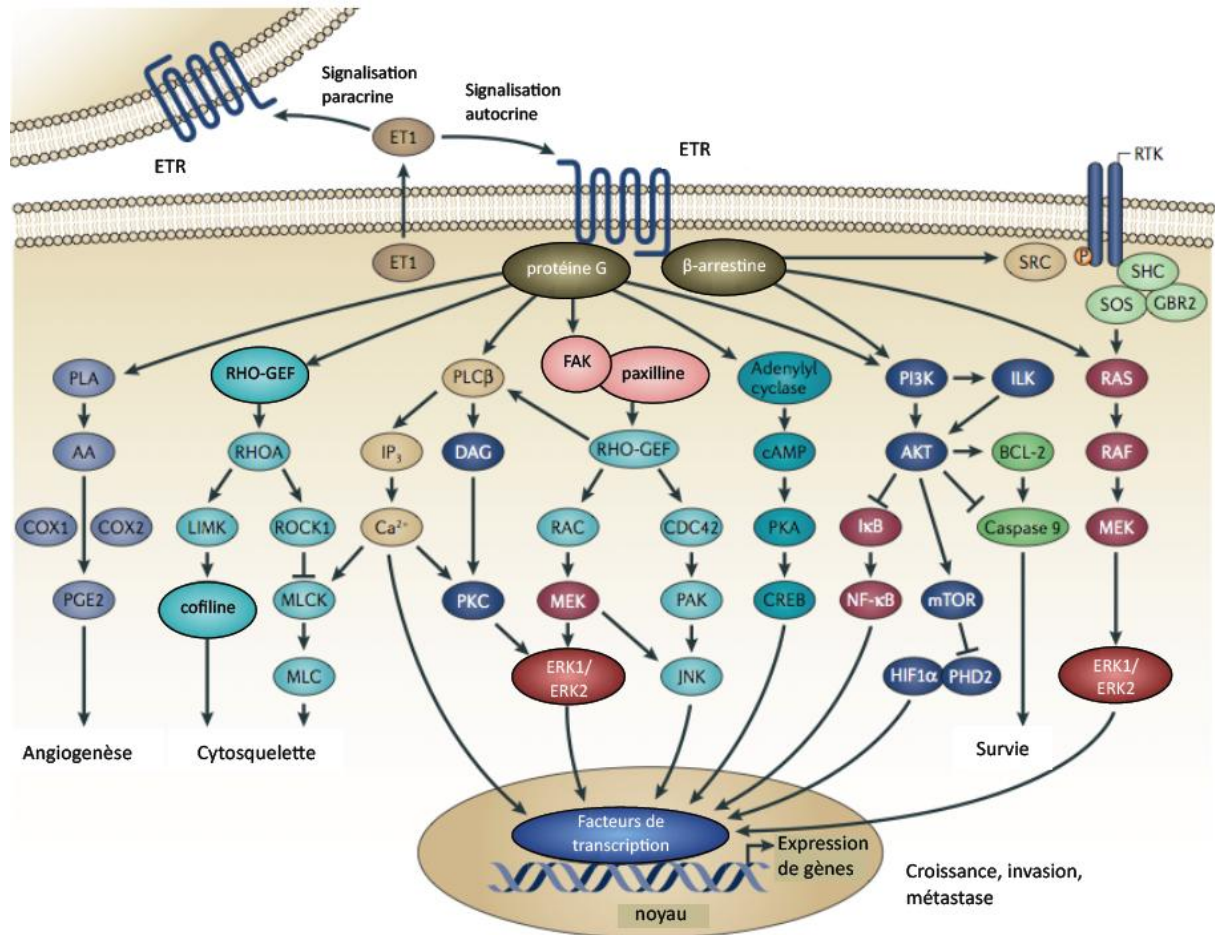 Signalisation
paracrine
Signalisation
autocrine
ET1
ETR
ETR
RTK
ET1
protéine G
β-arrestine
SRC
P
SHC
SOS
GBR2
PLA
RHO-GEF
PLCβ
FAK
paxilline
Adenylyl
cyclase
PI3K
ILK
RAS
AA
RHOA
IP3
DAG
RHO-GEF
cAMP
AKT
BCL-2
RAF
COX1
COX2
LIMK
ROCK1
Ca2+
RAC
CDC42
PKA
IκB
Caspase 9
MEK
PGE2
cofiline
MLCK
PKC
MEK
PAK
CREB
NF-κB
mTOR
MLC
ERK1/
ERK2
JNK
HIF1α
PHD2
ERK1/
ERK2
Angiogenèse
Cytosquelette
Survie
Facteurs de
transcription
Expression
de gènes
noyau
Croissance, invasion,
métastase